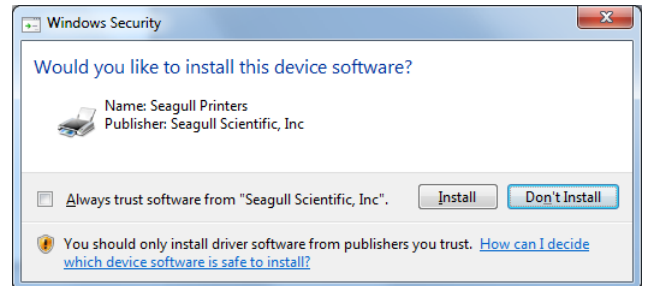 Windows Security
Would you like to install this device software?
Name: Seagull Printers
Publisher: Seagull Scientific, Inc
Always trust software from "Seagull Scientific, Inc".
Install
Don't Install
You should only install driver software from publishers you trust. How can I decide
which device software is safe to install?